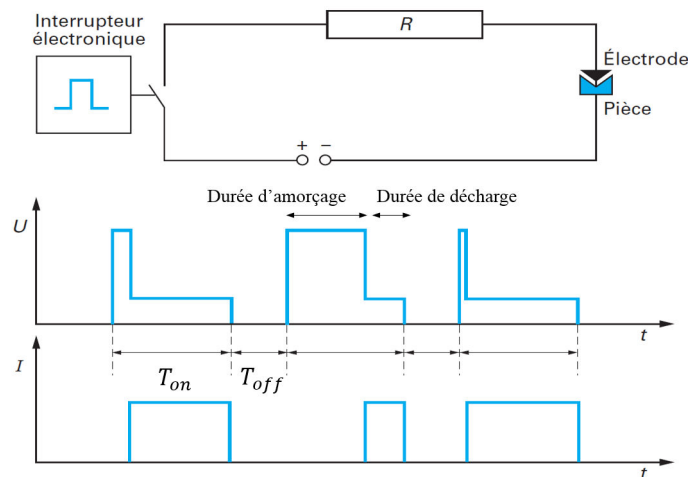 Interrupteur
électronique
R
Électrode
Pièce
+ −
Durée d’amorçage
Durée de décharge
U
t
I
T_on
T_off
t